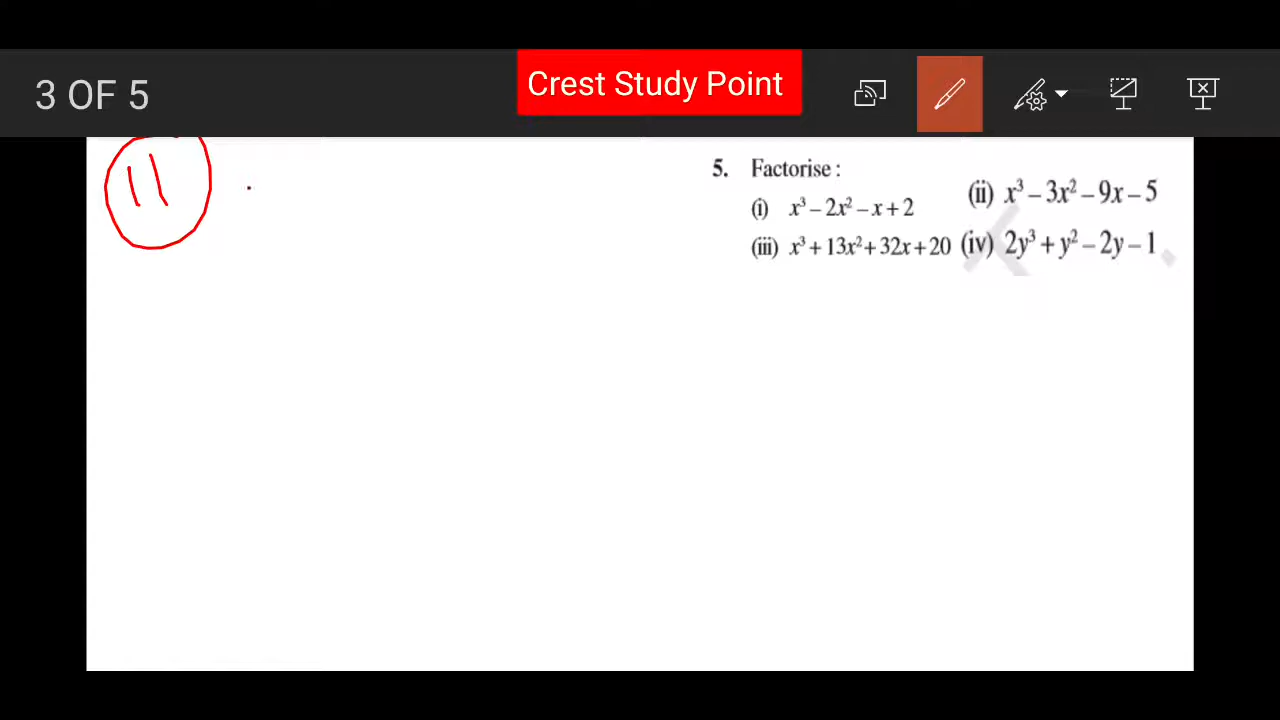 3 OF 5
Crest Study Point
11
5. Factorise :
(i) x³ – 2x² – x + 2 (ii) x³ – 3x² – 9x – 5
(iii) x³ + 13x² + 32x + 20 (iv) 2y³ + y² – 2y – 1